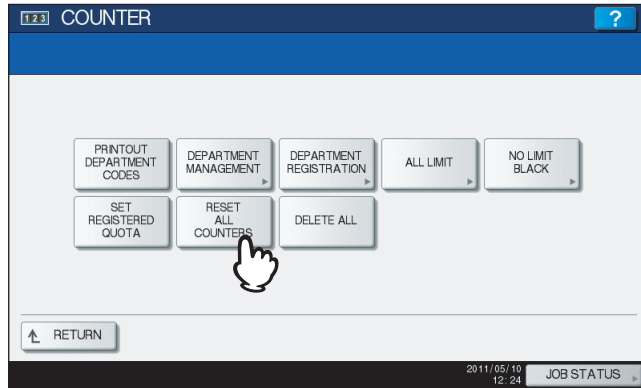 123 COUNTER
?
PRINTOUT
DEPARTMENT
CODES
DEPARTMENT
MANAGEMENT
DEPARTMENT
REGISTRATION
ALL LIMIT
NO LIMIT
BLACK
SET
REGISTERED
QUOTA
RESET
ALL
COUNTERS
DELETE ALL
RETURN
2011/05/10
12:24
JOB STATUS